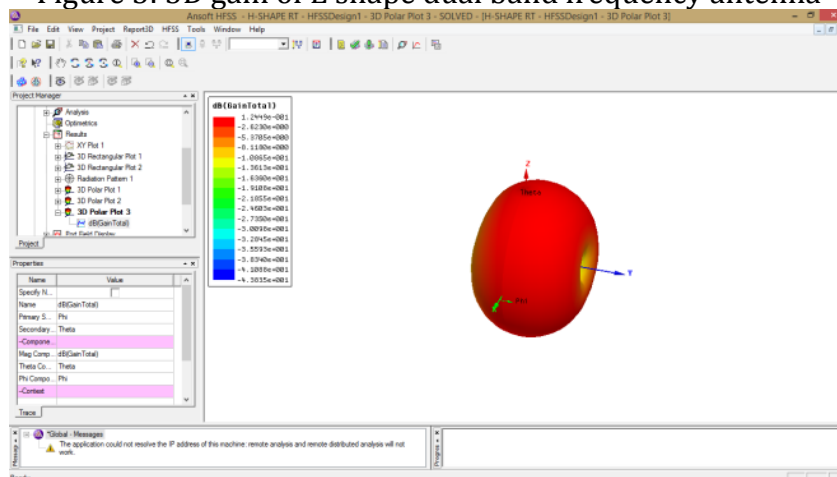 Figure 3: 3D gain of E shape dual band frequency antenna
Ansoft HFSS - H-SHAPE RT - HFSSDesign1 - 3D Polar Plot 3 - SOLVED - [H-SHAPE RT - HFSSDesign1 - 3D Polar Plot 3]
File Edit View Project Report3D HFSS Tools Window Help
Project Manager
Analysis
Optimetrics
Results
XY Plot 1
3D Rectangular Plot 1
3D Rectangular Plot 2
Radiation Pattern 1
3D Polar Plot 1
3D Polar Plot 2
3D Polar Plot 3
dB(GainTotal)
Port Field Display
Project
Properties
Name Value
Specify N...
Name dB(GainTotal)
Primary S... Phi
Secondary... Theta
-Compone...
Mag Comp... dB(GainTotal)
Theta Co... Theta
Phi Compo... Phi
-Context
Trace
dB(GainTotal)
1.2449e-001
-2.6230e+000
-5.3705e+000
-8.1180e+000
-1.0865e+001
-1.3613e+001
-1.6360e+001
-1.9108e+001
-2.1855e+001
-2.4603e+001
-2.7350e+001
-3.0098e+001
-3.2845e+001
-3.5593e+001
-3.8340e+001
-4.1088e+001
-4.3835e+001
Z
Theta
Y
Phi
*Global - Messages
The application could not resolve the IP address of this machine: remote analysis and remote distributed analysis will not
work.